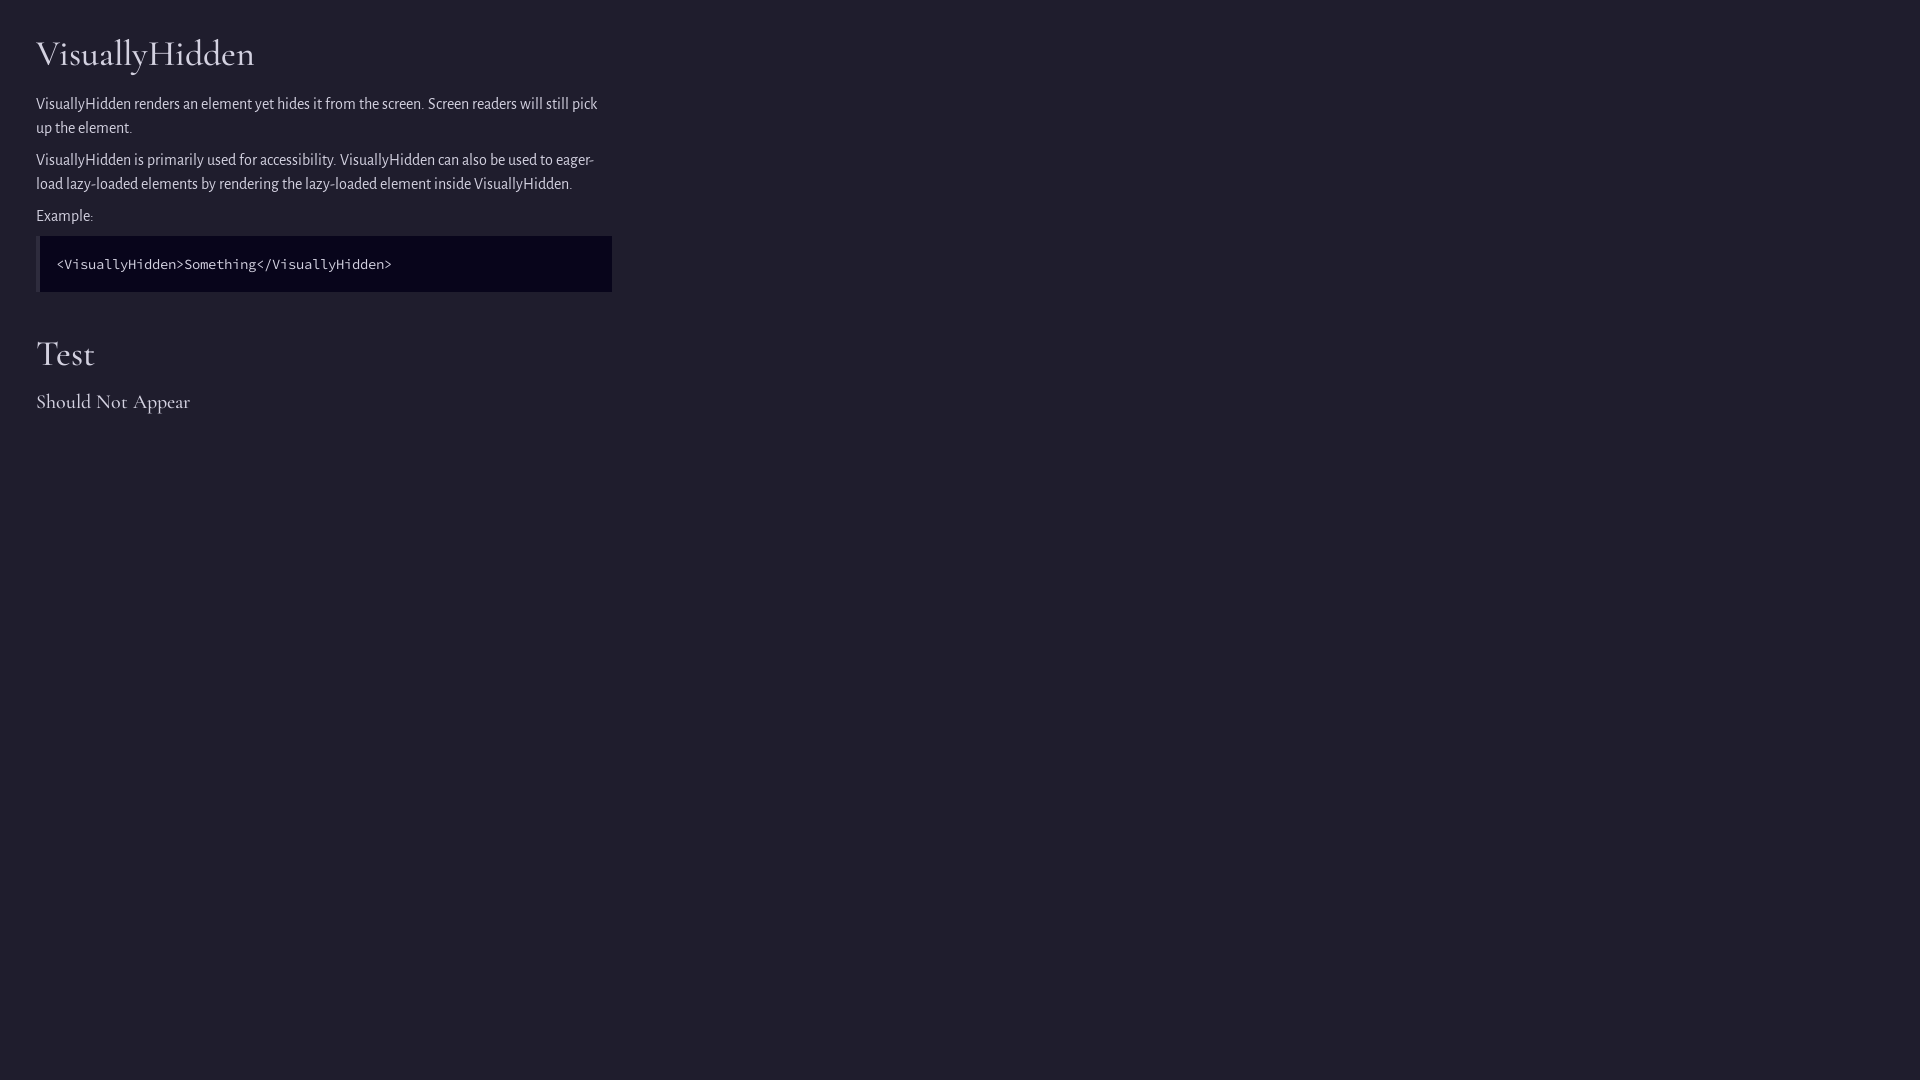 VisuallyHidden
VisuallyHidden renders an element yet hides it from the screen. Screen readers will still pick
up the element.
VisuallyHidden is primarily used for accessibility. VisuallyHidden can also be used to eager-
load lazy-loaded elements by rendering the lazy-loaded element inside VisuallyHidden.
Example:
<VisuallyHidden>Something</VisuallyHidden>
Test
Should Not Appear